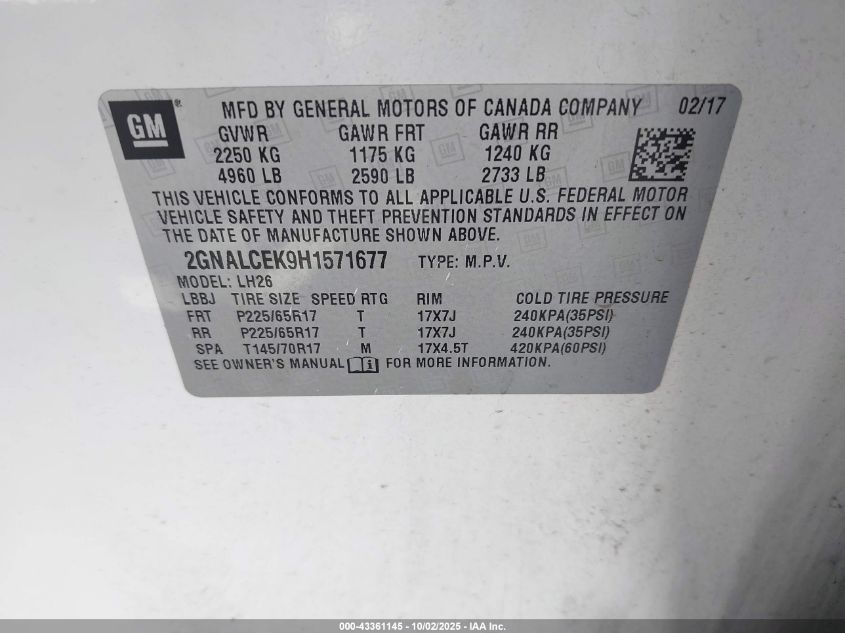 GM ® MFD BY GENERAL MOTORS OF CANADA COMPANY 02/17
GVWR GAWR FRT GAWR RR
2250 KG 1175 KG 1240 KG
4960 LB 2590 LB 2733 LB
THIS VEHICLE CONFORMS TO ALL APPLICABLE U.S. FEDERAL MOTOR
VEHICLE SAFETY AND THEFT PREVENTION STANDARDS IN EFFECT ON
THE DATE OF MANUFACTURE SHOWN ABOVE.
2GNALCEK9H1571677 TYPE: M.P.V.
MODEL: LH26
LBBJ TIRE SIZE SPEED RTG RIM COLD TIRE PRESSURE
FRT P225/65R17 T 17X7J 240KPA(35PSI)
RR P225/65R17 T 17X7J 240KPA(35PSI)
SPA T145/70R17 M 17X4.5T 420KPA(60PSI)
SEE OWNER'S MANUAL FOR MORE INFORMATION.
000-43361145 - 10/02/2025 - IAA Inc.